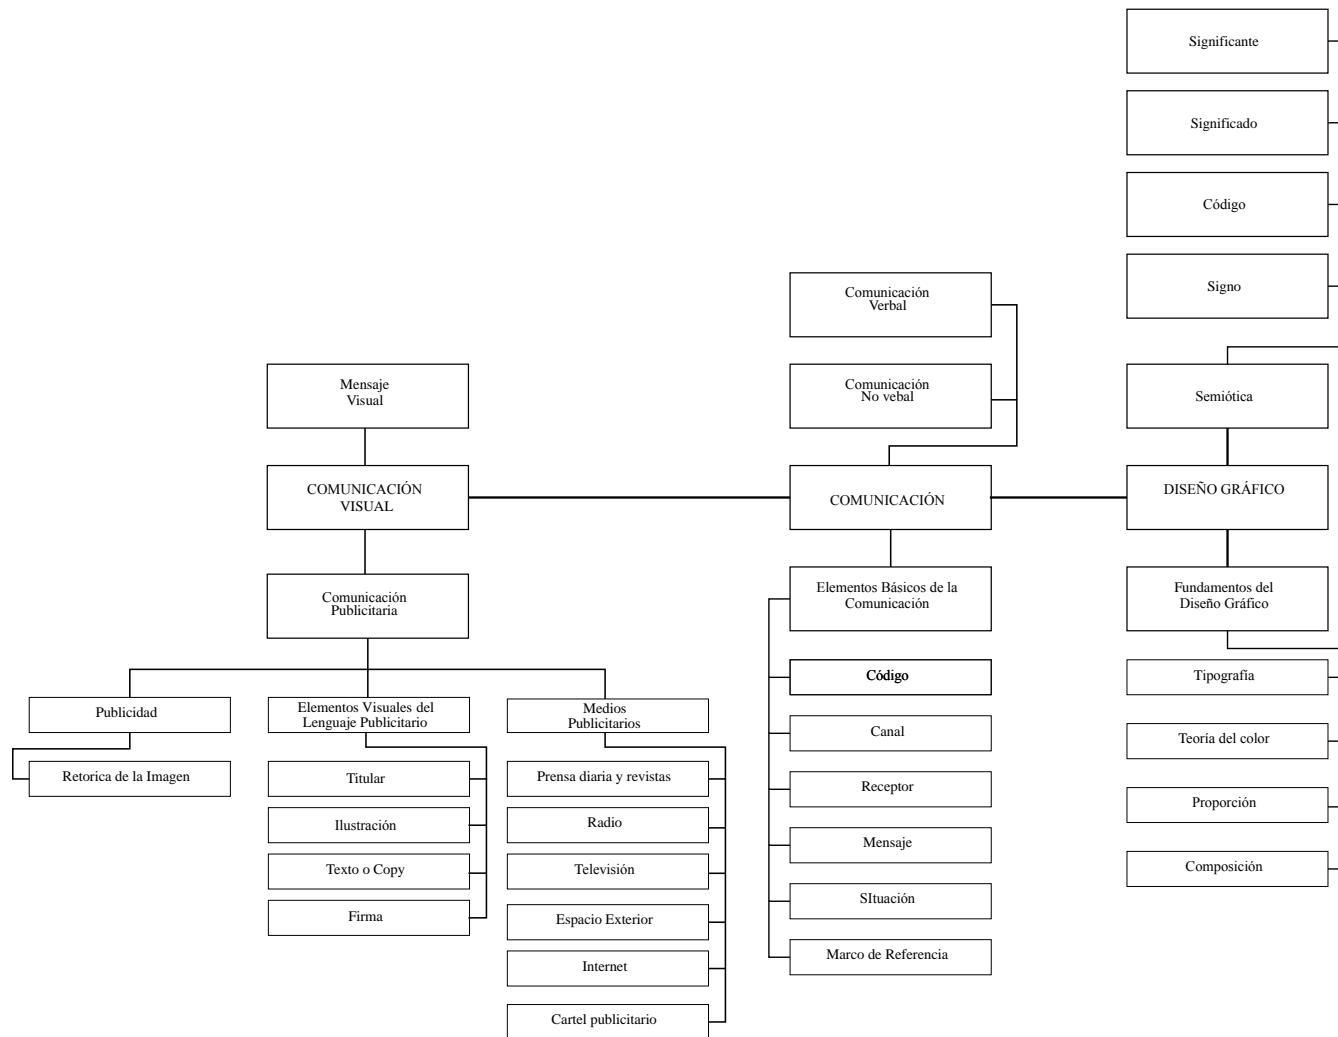 Significante
Significado
Código
Signo
Comunicación
Verbal
Comunicación
No vebal
Mensaje
Visual
Semiótica
COMUNICACIÓN
VISUAL
COMUNICACIÓN
DISEÑO GRÁFICO
Comunicación
Publicitaria
Elementos Básicos de la
Comunicación
Fundamentos del
Diseño Gráfico
Publicidad
Elementos Visuales del
Lenguaje Publicitario
Medios
Publicitarios
Retorica de la Imagen
Titular
Ilustración
Texto o Copy
Firma
Prensa diaria y revistas
Radio
Televisión
Espacio Exterior
Internet
Cartel publicitario
Código
Canal
Receptor
Mensaje
SItuación
Marco de Referencia
Tipografía
Teoría del color
Proporción
Composición